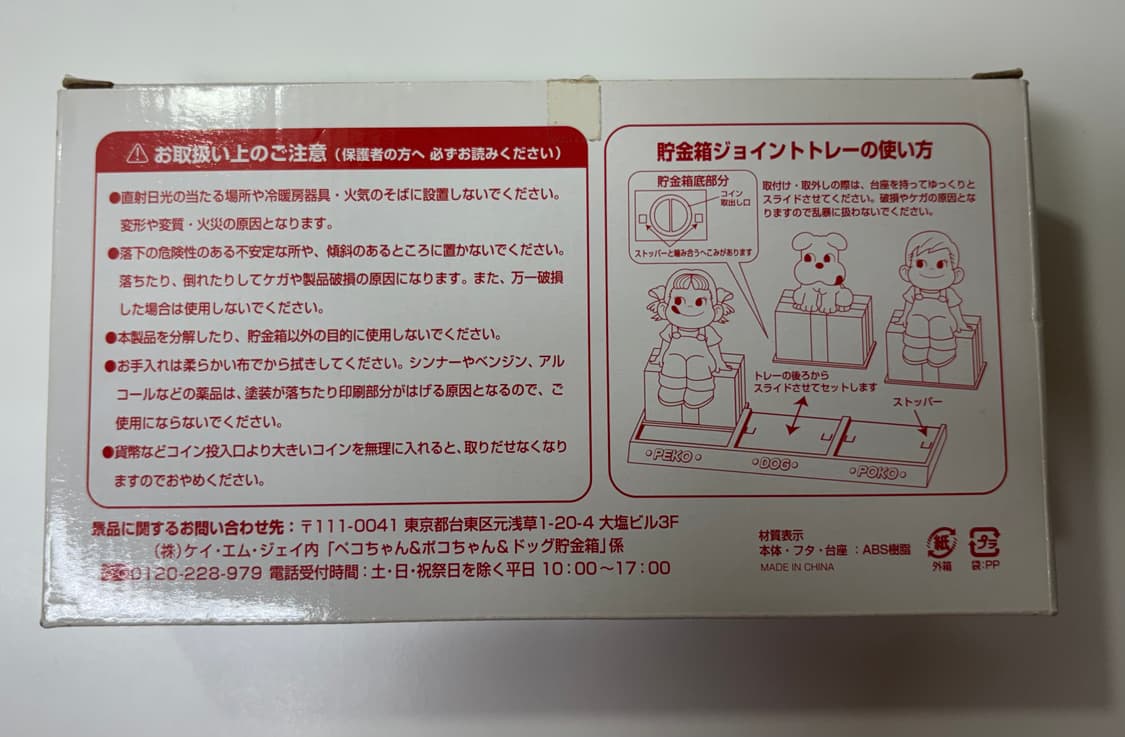 ⚠ お取扱い上のご注意（保護者の方へ 必ずお読みください）
●直射日光の当たる場所や冷暖房器具・火気のそばに設置しないでください。
変形や変質・火災の原因となります。
●落下の危険性のある不安定な所や、傾斜のあるところに置かないでください。
落ちたり、倒れたりしてケガや製品破損の原因になります。また、万一破損
した場合は使用しないでください。
●本製品を分解したり、貯金箱以外の目的に使用しないでください。
●お手入れは柔らかい布でから拭きしてください。シンナーやベンジン、アル
コールなどの薬品は、塗装が落ちたり印刷部分がはげる原因となるので、ご
使用にならないでください。
●貨幣などコイン投入口より大きいコインを無理に入れると、取りだせなくなり
ますのでおやめください。
貯金箱ジョイントトレーの使い方
貯金箱底部分
コイン
取出し口
ストッパーと組み合うへこみがあります
取付け・取外しの際は、台座を持ってゆっくりと
スライドさせてください。破損やケガの原因とな
りますので乱暴に扱わないでください。
トレーの後ろから
スライドさせてセットします
ストッパー
・PEKO・
・DOG・
・POKO・
景品に関するお問い合わせ先：〒111-0041 東京都台東区元浅草1-20-4 大塩ビル3F
（株）ケイ・エム・ジェイ内「ペコちゃん&ポコちゃん&ドッグ貯金箱」係
0120-228-979 電話受付時間：土・日・祝祭日を除く平日 10：00〜17：00
材質表示
本体・フタ・台座：ABS樹脂
MADE IN CHINA
紙
外箱
プラ
袋：PP